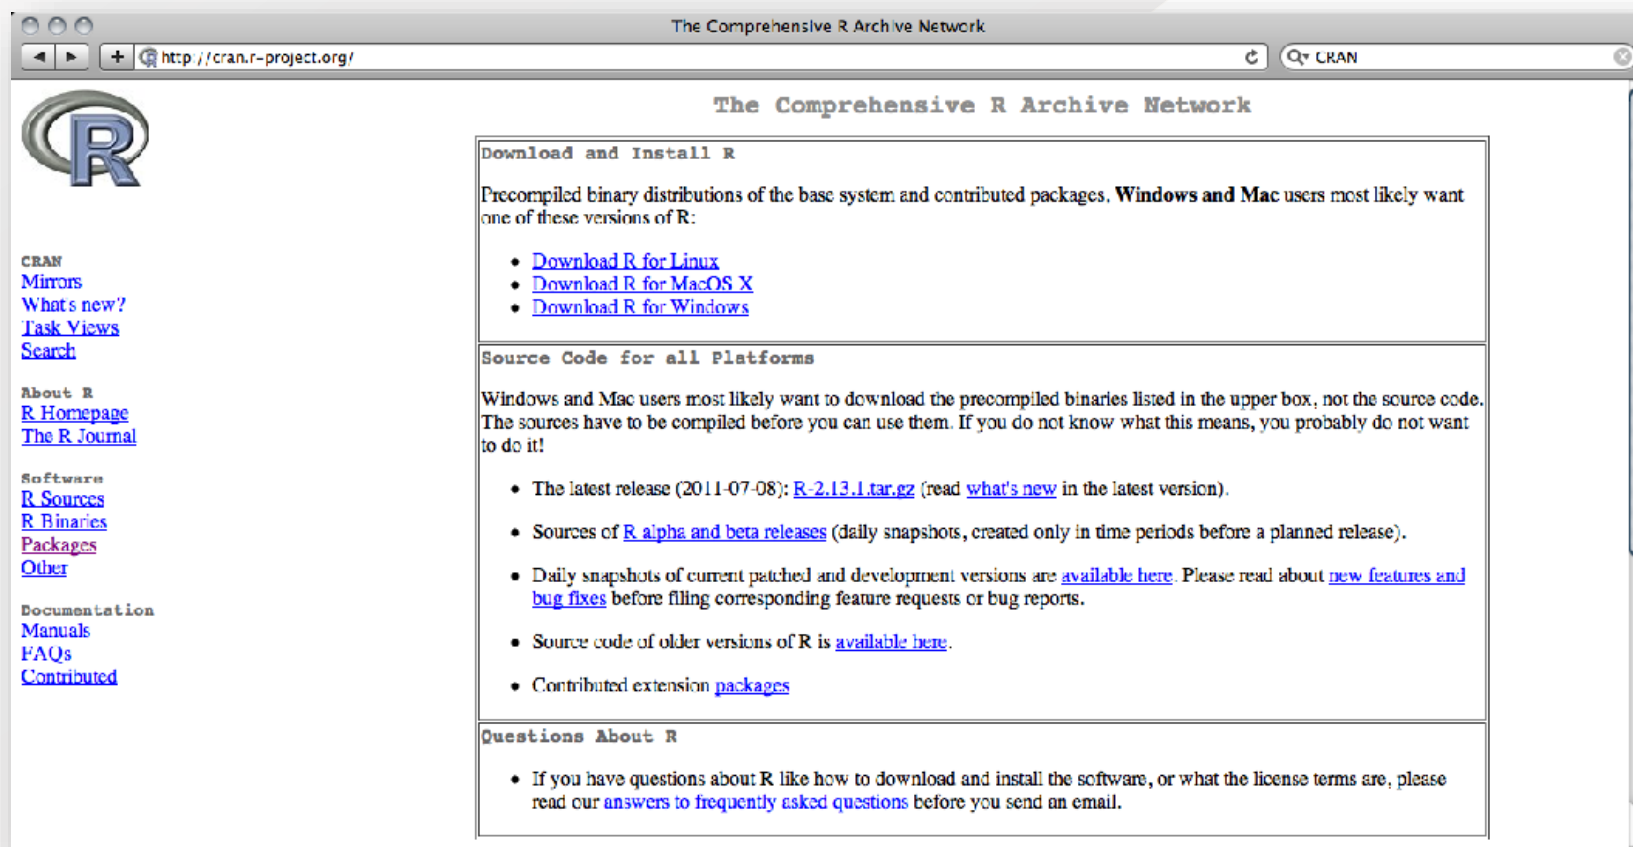 The Comprehensive R Archive Network
http://cran.r-project.org/
CRAN
R
CRAN
Mirrors
What's new?
Task Views
Search
About R
R Homepage
The R Journal
Software
R Sources
R Binaries
Packages
Other
Documentation
Manuals
FAQs
Contributed
The Comprehensive R Archive Network
Download and Install R
Precompiled binary distributions of the base system and contributed packages, Windows and Mac users most likely want
one of these versions of R:
Download R for Linux
Download R for MacOS X
Download R for Windows
Source Code for all Platforms
Windows and Mac users most likely want to download the precompiled binaries listed in the upper box, not the source code.
The sources have to be compiled before you can use them. If you do not know what this means, you probably do not want
to do it!
The latest release (2011-07-08): R-2.13.1.tar.gz (read what's new in the latest version).
Sources of R alpha and beta releases (daily snapshots, created only in time periods before a planned release).
Daily snapshots of current patched and development versions are available here. Please read about new features and
bug fixes before filing corresponding feature requests or bug reports.
Source code of older versions of R is available here.
Contributed extension packages
Questions About R
If you have questions about R like how to download and install the software, or what the license terms are, please
read our answers to frequently asked questions before you send an email.